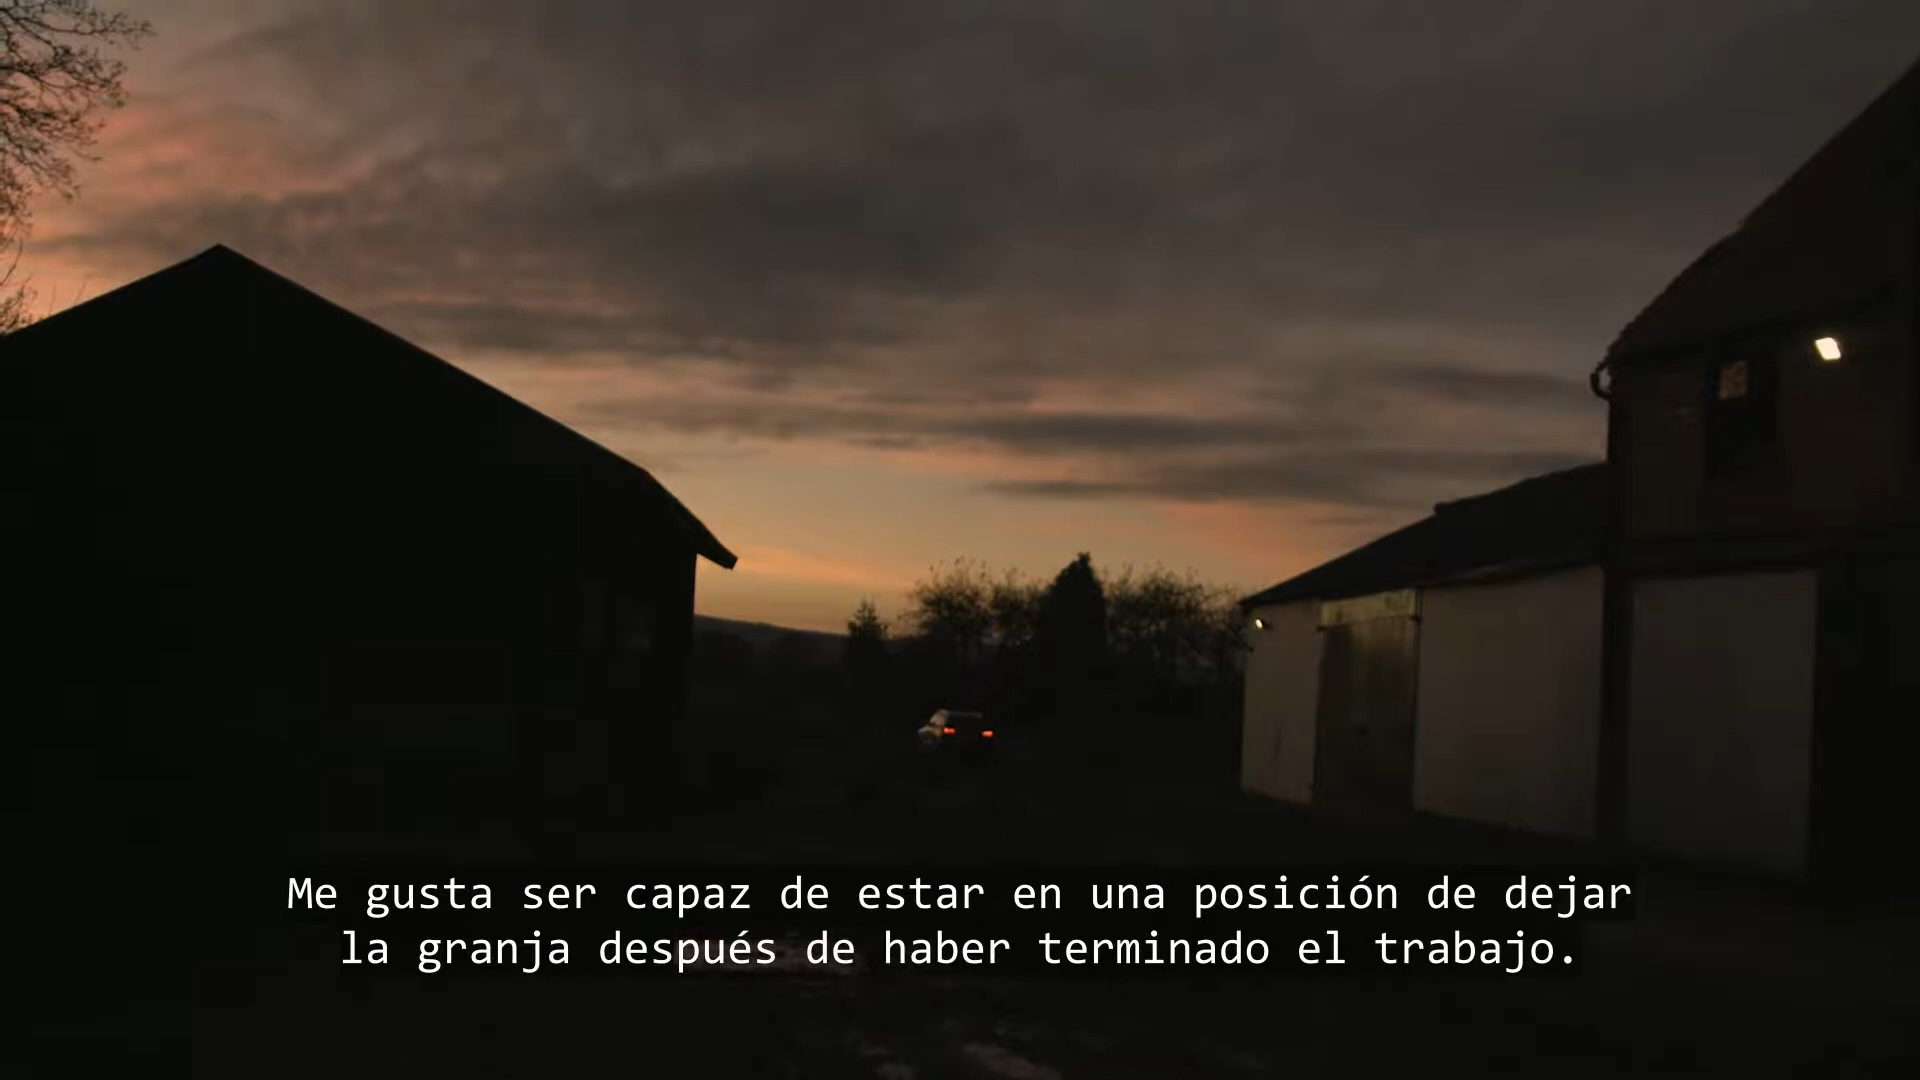 Me gusta ser capaz de estar en una posición de dejar
la granja después de haber terminado el trabajo.